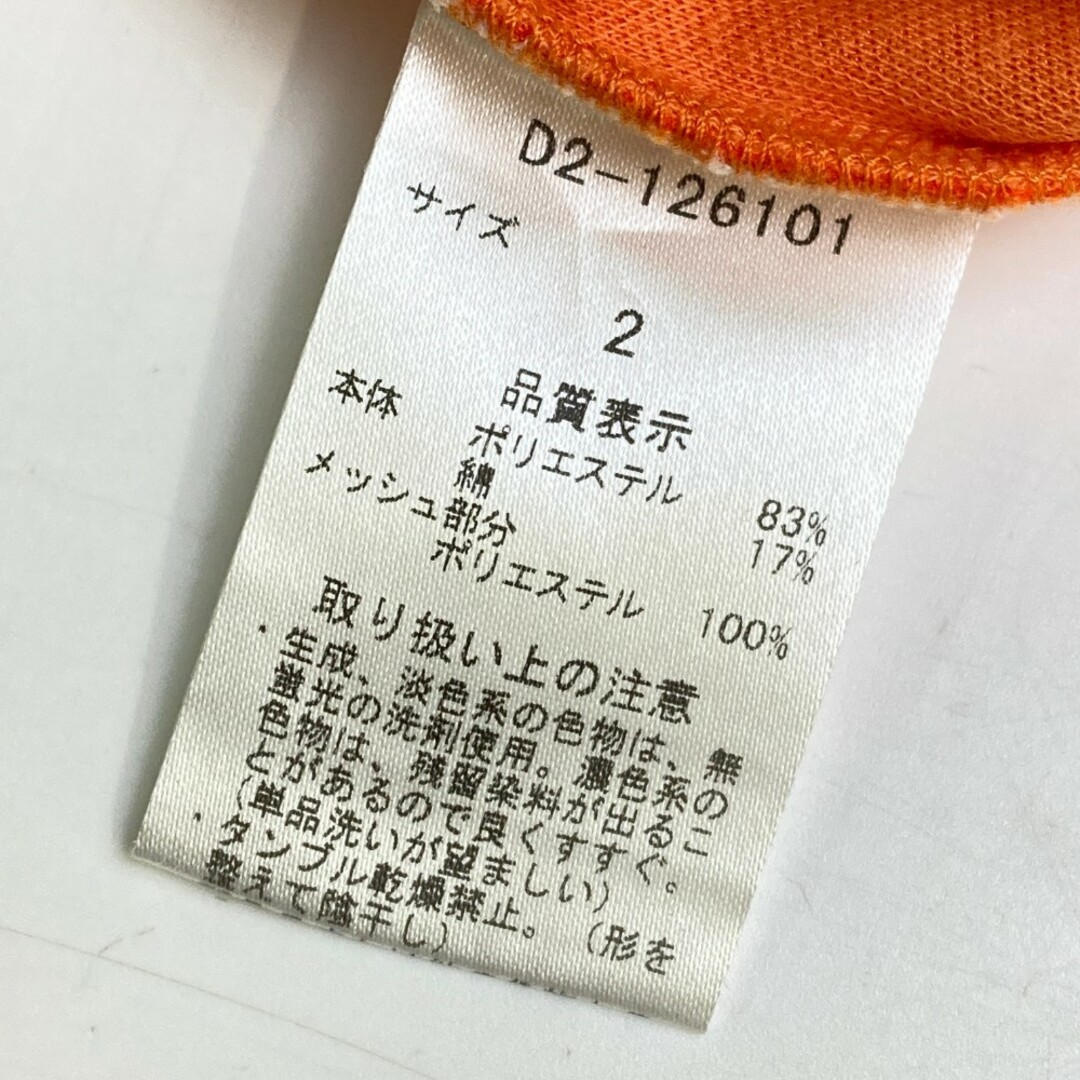 D2-126101
サイズ
2
品質表示
本体
ポリエステル 83%
綿 17%
メッシュ部分
ポリエステル 100%
取り扱い上の注意
・生成、淡色系の色物は、無
蛍光の洗剤使用。濃色系の
色物は、残留染料が出るこ
とがあるので良くすすぐ。
(単品洗いが望ましい)
・タンブル乾燥禁止。(形を
整えて陰干し)